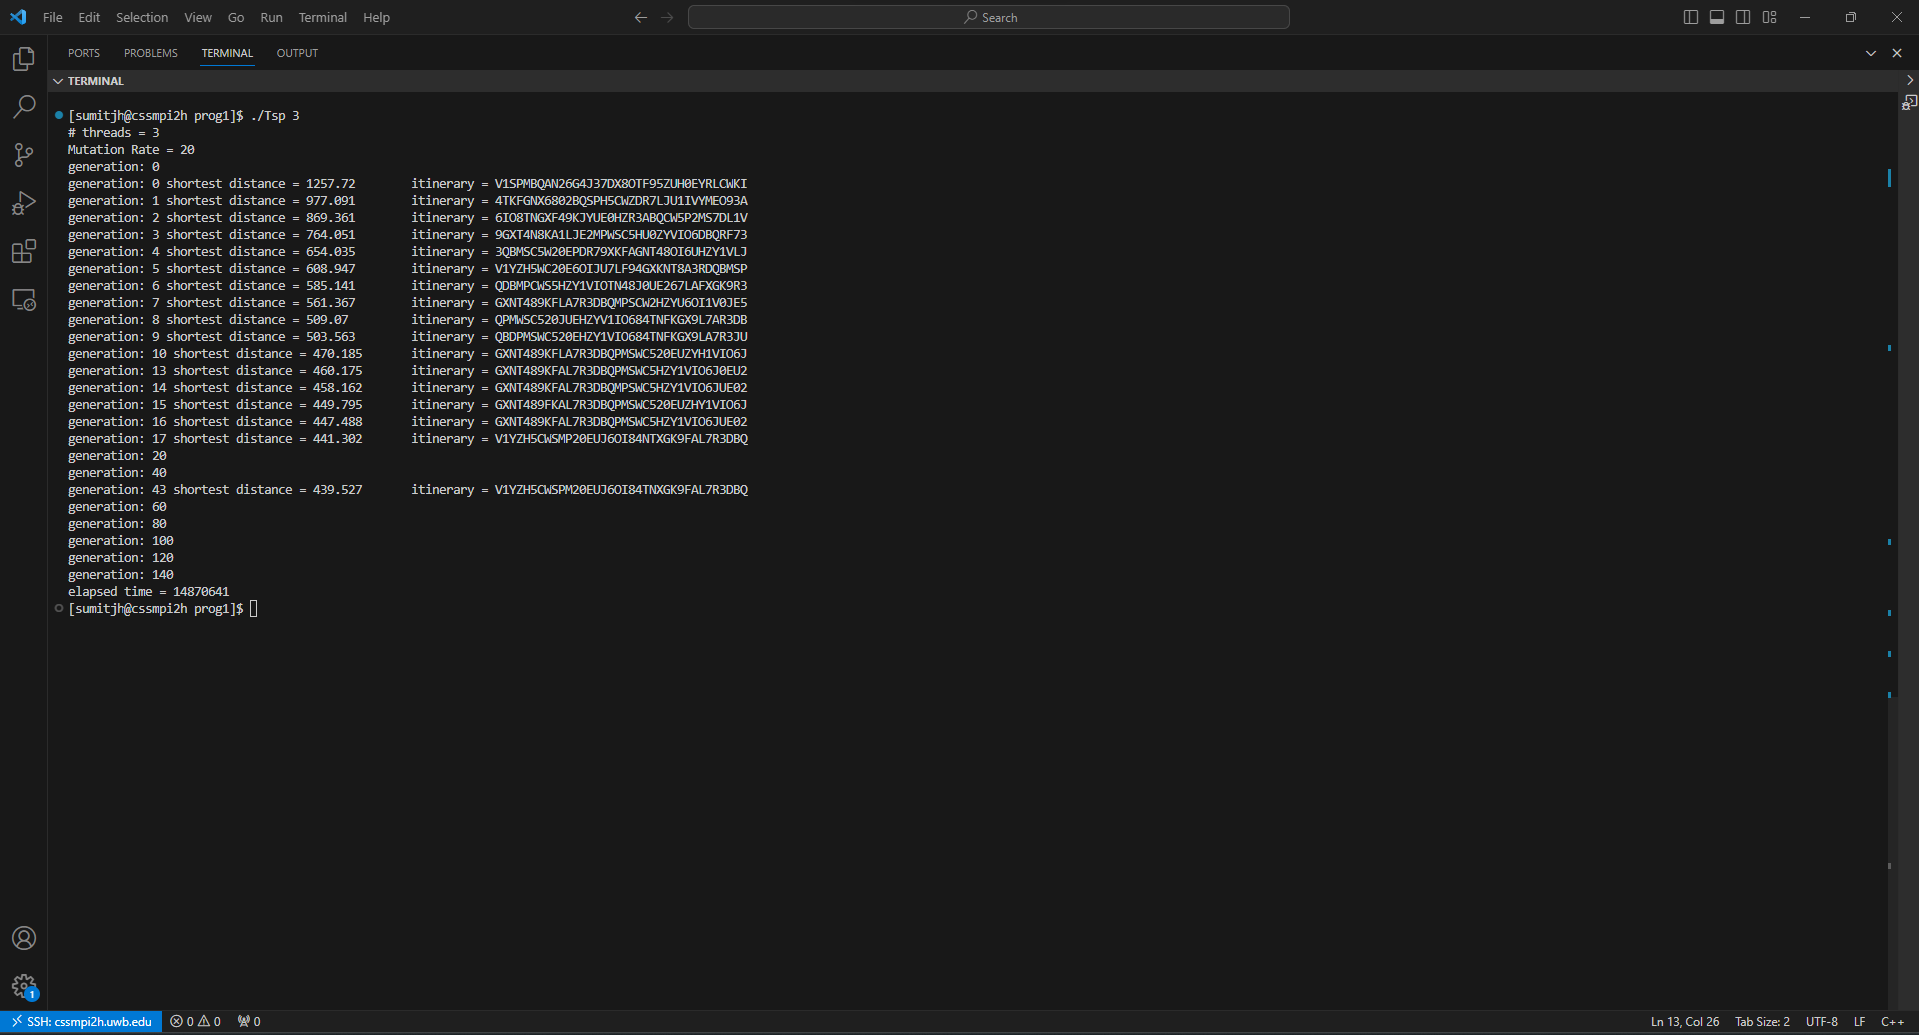 File Edit Selection View Go Run Terminal Help
Search
PORTS PROBLEMS TERMINAL OUTPUT
TERMINAL
[sumitjh@cssmpi2h prog1]$ ./Tsp 3
# threads = 3
Mutation Rate = 20
generation: 0
generation: 0 shortest distance = 1257.72 itinerary = V1SPMBQAN26G4J37DX8OTF95ZUH0EYRLCWKI
generation: 1 shortest distance = 977.091 itinerary = 4TKFGNX6802BQSPH5CWZDR7LJU1IVYMEO93A
generation: 2 shortest distance = 869.361 itinerary = 6IO8TNGXF49KJYUE0HZR3ABQCW5P2MS7DL1V
generation: 3 shortest distance = 764.051 itinerary = 9GXT4N8KA1LJE2MPWSC5HU0ZYVIO6DBQRF73
generation: 4 shortest distance = 654.035 itinerary = 3QBMSC5W20EPDR79XKFAGNT48OI6UHZY1VLJ
generation: 5 shortest distance = 608.947 itinerary = V1YZH5WC20E6OIJU7LF94GXKNT8A3RDQBMSP
generation: 6 shortest distance = 585.141 itinerary = QDBMPCWS5HZY1VIOTN48J0UE267LAFXGK9R3
generation: 7 shortest distance = 561.367 itinerary = GXNT489KFLA7R3DBQMPSCW2HZYU6OI1V0JE5
generation: 8 shortest distance = 509.07 itinerary = QPMWSC520JUEHZYV1IO684TNFKGX9L7AR3DB
generation: 9 shortest distance = 503.563 itinerary = QBDPMSWC520EHZY1VIO684TNFKGX9LA7R3JU
generation: 10 shortest distance = 470.185 itinerary = GXNT489KFLA7R3DBQPMSWC520EUZYH1VIO6J
generation: 13 shortest distance = 460.175 itinerary = GXNT489KFAL7R3DBQPMSWC5HZY1VIO6J0EU2
generation: 14 shortest distance = 458.162 itinerary = GXNT489KFAL7R3DBQMPSWC5HZY1VIO6JUE02
generation: 15 shortest distance = 449.795 itinerary = GXNT489FKAL7R3DBQPMSWC520EUZHY1VIO6J
generation: 16 shortest distance = 447.488 itinerary = GXNT489KFAL7R3DBQPMSWC5HZY1VIO6JUE02
generation: 17 shortest distance = 441.302 itinerary = V1YZH5CWSMP20EUJ6OI84NTXGK9FAL7R3DBQ
generation: 20
generation: 40
generation: 43 shortest distance = 439.527 itinerary = V1YZH5CWSPM20EUJ6OI84TNXGK9FAL7R3DBQ
generation: 60
generation: 80
generation: 100
generation: 120
generation: 140
elapsed time = 14870641
[sumitjh@cssmpi2h prog1]$
1
SSH: cssmpi2h.uwb.edu 0 0 0 Ln 13, Col 26 Tab Size: 2 UTF-8 LF C++